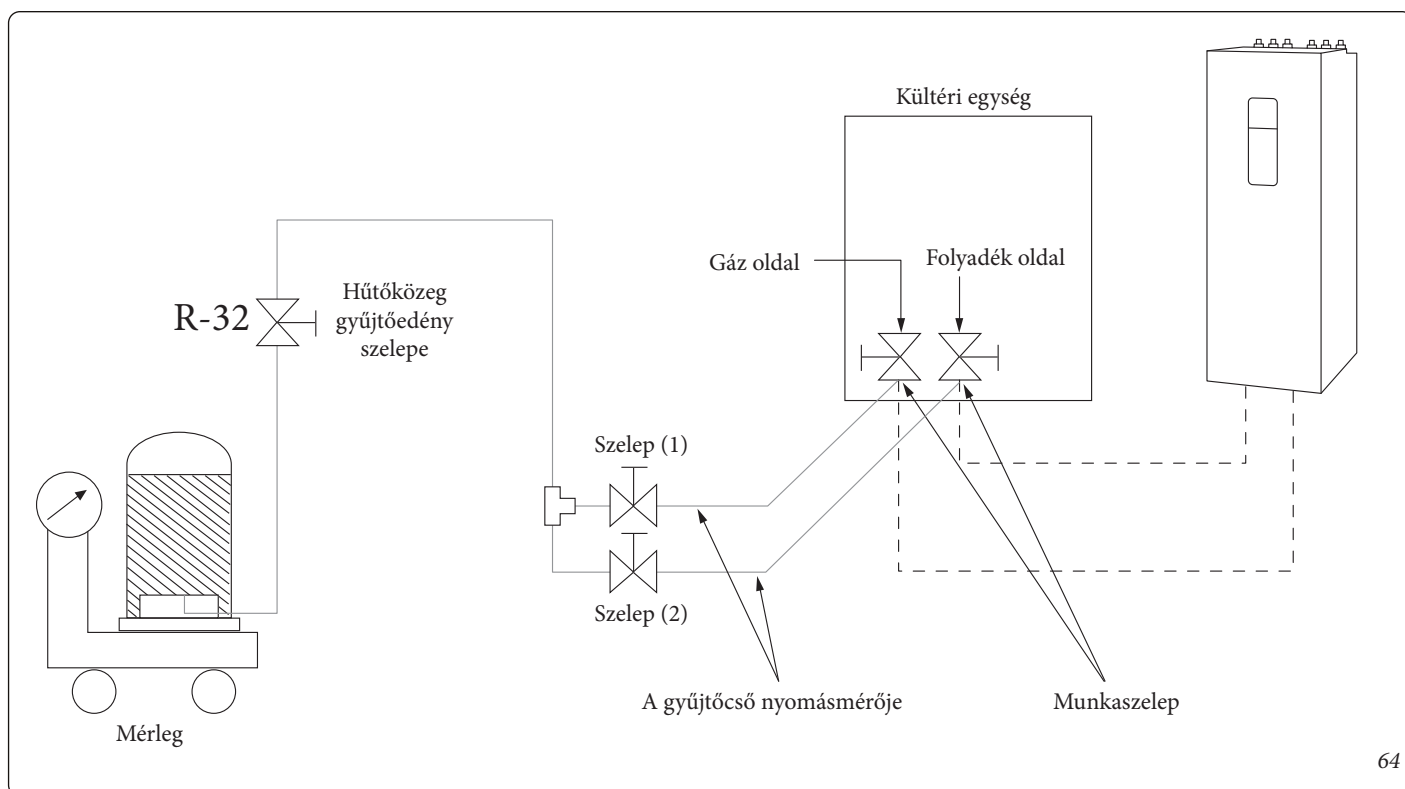 Kültéri egység
Gáz oldal
Folyadék oldal
R-32
Hűtőközeg
gyűjtőedény
szelepe
Szelep (1)
Szelep (2)
A gyűjtőcső nyomásmérője
Munkaszelep
Mérleg
64